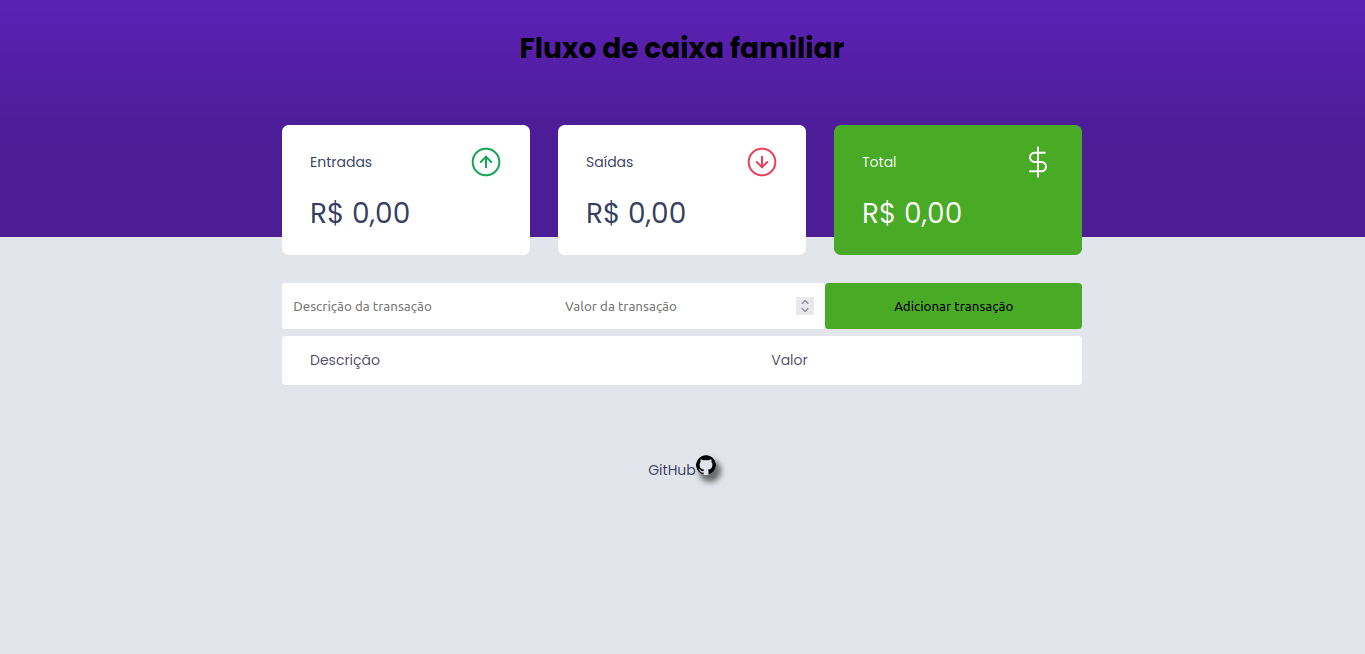 Fluxo de caixa familiar
Entradas
R$ 0,00
Saídas
R$ 0,00
Total
$
R$ 0,00
Descrição da transação
Valor da transação
Adicionar transação
Descrição
Valor
GitHub